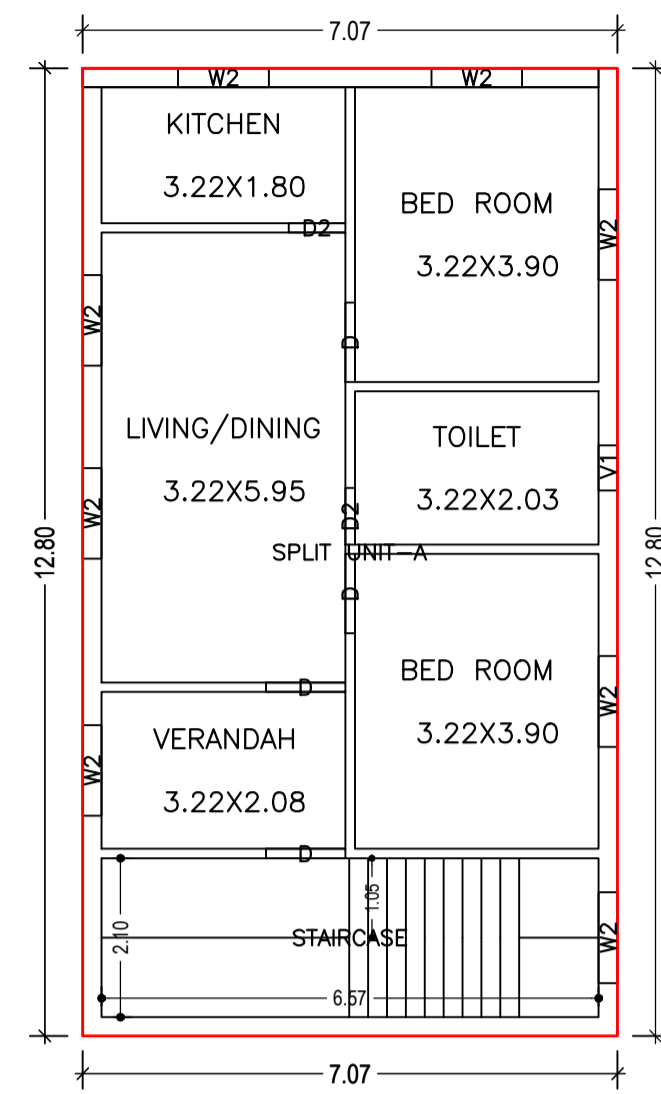 7.07
W2
W2
KITCHEN
3.22X1.80
BED ROOM
3.22X3.90
W2
D2
W2
D
LIVING/DINING
3.22X5.95
TOILET
3.22X2.03
V1
W2
D2
12.80
12.80
SPLIT UNIT-A
D
BED ROOM
3.22X3.90
W2
D
VERANDAH
3.22X2.08
W2
D
1.05
2.10
STAIRCASE
W2
6.57
7.07